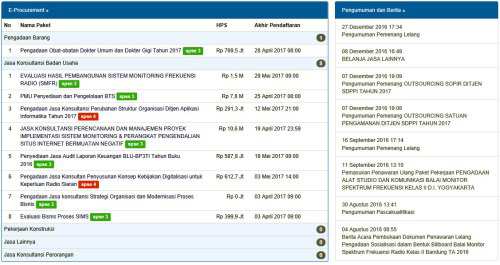 E-Procurement »
No Nama Paket HPS Akhir Pendaftaran
Pengadaan Barang 1
1 Pengadaan Obat-obatan Dokter Umum dan Dokter Gigi Tahun 2017 spse 3 Rp 799,5 Jt 28 April 2017 08:00
Jasa Konsultansi Badan Usaha 8
1 EVALUASI HASIL PEMBANGUNAN SISTEM MONITORING FREKUENSI
RADIO (SMFR) spse 3 Rp 1,5 M 29 Mei 2017 09:00
2 PMU Penyediaan dan Pengelolaan BTS spse 3 Rp 7,8 M 25 April 2017 08:00
3 Pengadaan Jasa Konsultansi Perubahan Struktur Organisasi Ditjen Aplikasi
Informatika Tahun 2017 spse 4 Rp 291,3 Jt 12 Mei 2017 21:00
4 JASA KONSULTANSI PERENCANAAN DAN MANAJEMEN PROYEK
IMPLEMENTASI SISTEM MONITORING & PERANGKAT PENGENDALIAN
SITUS INTERNET BERMUATAN NEGATIF spse 3 Rp 10,6 M 19 April 2017 23:59
5 Penyediaan Jasa Audit Laporan Keuangan BLU-BP3TI Tahun Buku
2016 spse 3 Rp 597,8 Jt 18 Mei 2017 09:00
6 Pengadaan Jasa Konsultan Penyusunan Konsep Kebijakan Digitalisasi untuk
Keperluan Radio Siaran spse 4 Rp 612,7 Jt 03 Mei 2017 14:00
7 Pengadaan Jasa konsultansi Strategi Organisasi dan Modernisasi Proses
Bisnis spse 3 Rp 0 Jt 03 April 2017 09:00
8 Evaluasi Bisnis Proses SIMS spse 3 Rp 399,9 Jt 03 April 2017 08:00
Pekerjaan Konstruksi 0
Jasa Lainnya 0
Jasa Konsultansi Perorangan 0
Pengumuman dan Berita »
27 Desember 2016 17:34
Pengumuman Pemenang Lelang
08 Desember 2016 16:46
BELANJA JASA LAINNYA
07 Desember 2016 19:09
Pengumuman Pemenang OUTSOURCING SOPIR DITJEN
SDPPI TAHUN 2017
07 Desember 2016 19:08
Pengumuman Pemenang OUTSOURCING SATUAN
PENGAMANAN DITJEN SDPPI TAHUN 2017
16 September 2016 17:14
Pengumuman Pemenang Lelang
11 September 2016 12:10
Pemasukan Penawaran Ulang Paket Pekerjaan PENGADAAN
ALAT STUDIO DAN KOMUNIKASI BALAI MONITOR
SPEKTRUM FREKUENSI KELAS II D.I. YOGYAKARTA
30 Agustus 2016 13:41
Pengumuman Pascakualifikasi
04 Agustus 2016 08:55
Berita Acara Pembukaan Dokumen Penawaran Lelang
Pengadaan Sosialisasi dalam Bentuk Billboard Balai Monitor
Spektrum Frekuensi Radio Kelas II Bandung TA 2016